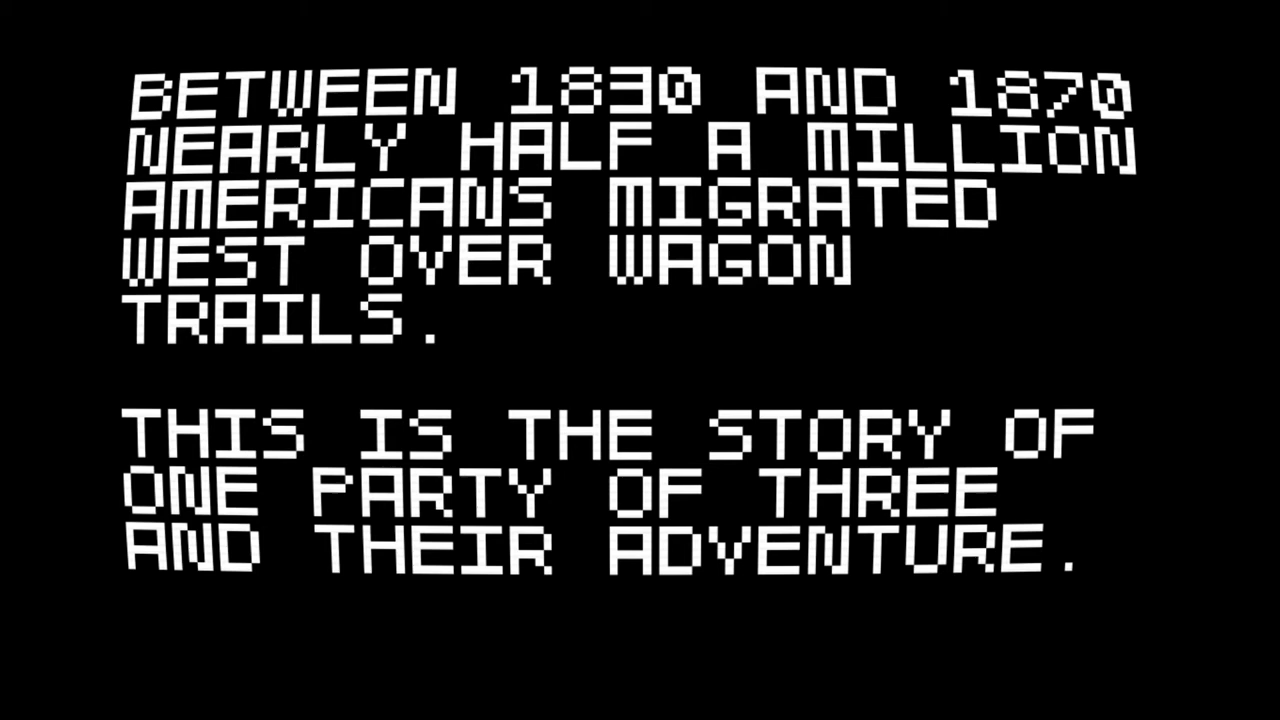 BETWEEN 1830 AND 1870
NEARLY HALF A MILLION
AMERICANS MIGRATED
WEST OVER WAGON
TRAILS.
THIS IS THE STORY OF
ONE PARTY OF THREE
AND THEIR ADVENTURE.